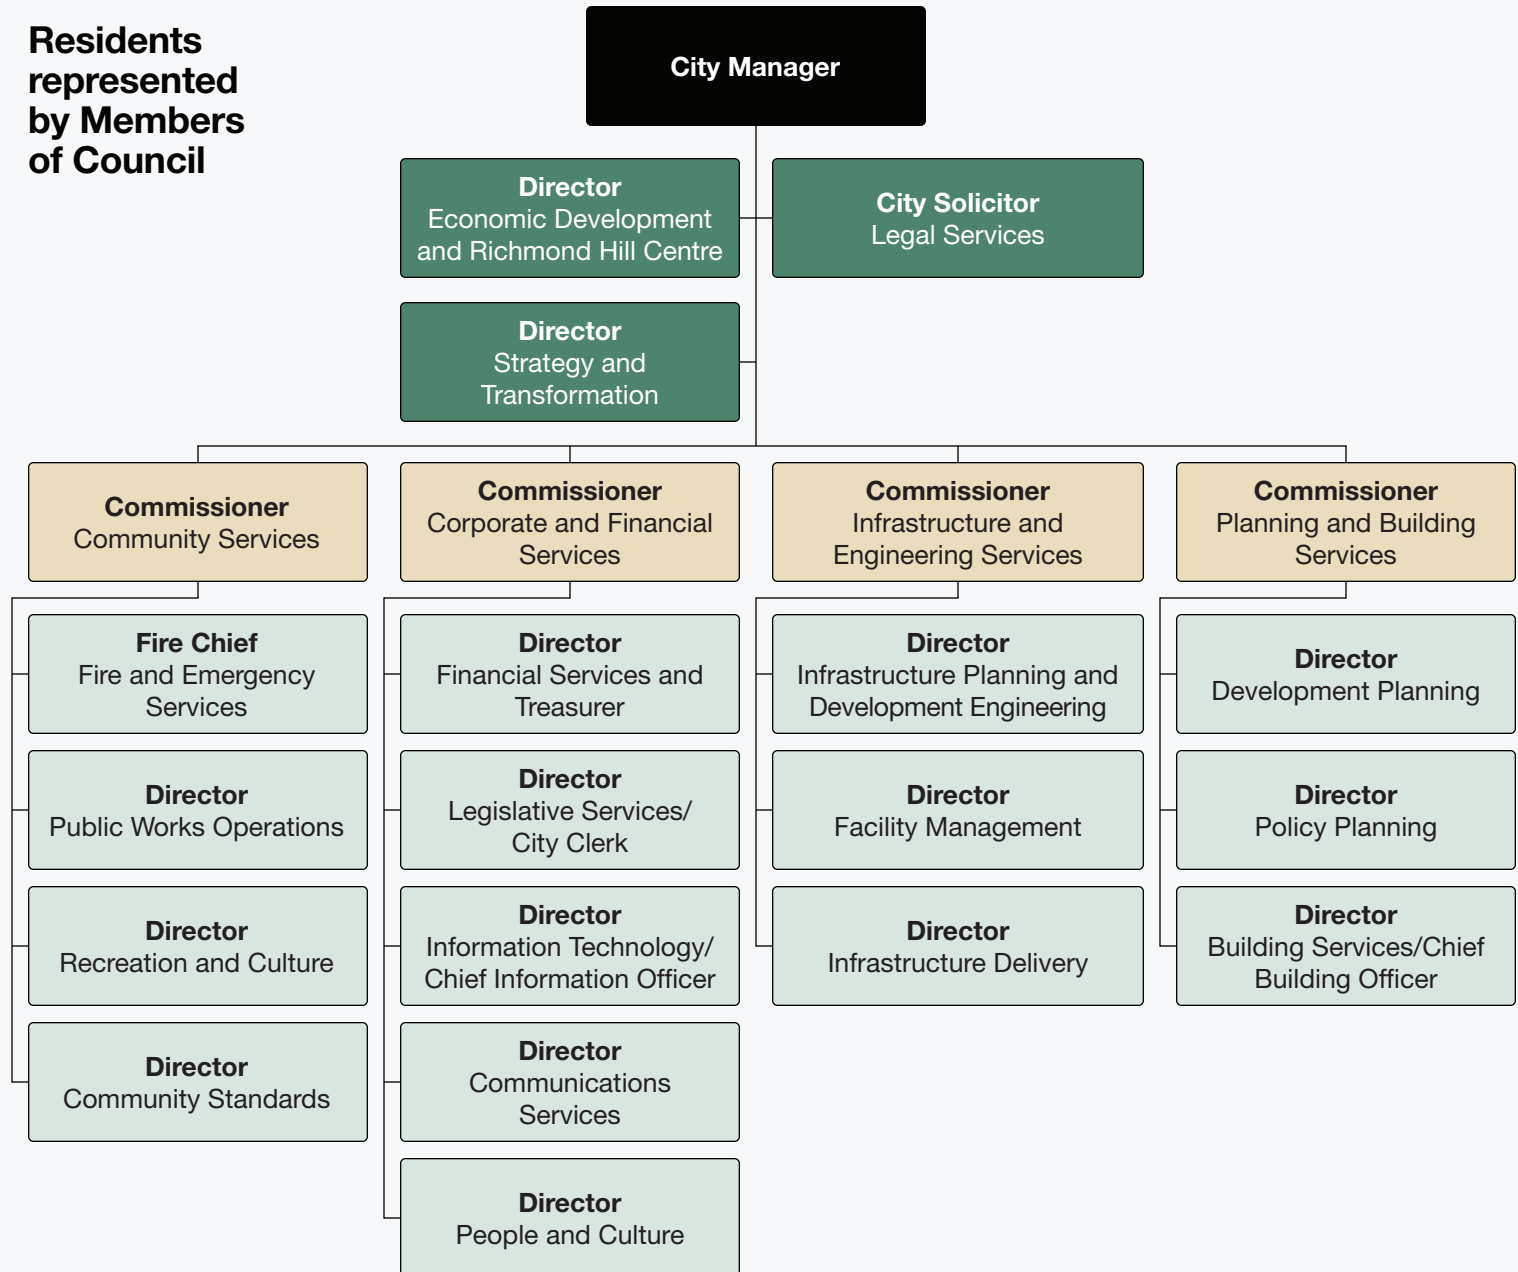 Residents
represented
by Members
of Council
City Manager
Director
Economic Development
and Richmond Hill Centre
City Solicitor
Legal Services
Director
Strategy and
Transformation
Commissioner
Community Services
Commissioner
Corporate and Financial
Services
Commissioner
Infrastructure and
Engineering Services
Commissioner
Planning and Building
Services
Fire Chief
Fire and Emergency
Services
Director
Public Works Operations
Director
Recreation and Culture
Director
Community Standards
Director
Financial Services and
Treasurer
Director
Legislative Services/
City Clerk
Director
Information Technology/
Chief Information Officer
Director
Communications
Services
Director
People and Culture
Director
Infrastructure Planning and
Development Engineering
Director
Facility Management
Director
Infrastructure Delivery
Director
Development Planning
Director
Policy Planning
Director
Building Services/Chief
Building Officer